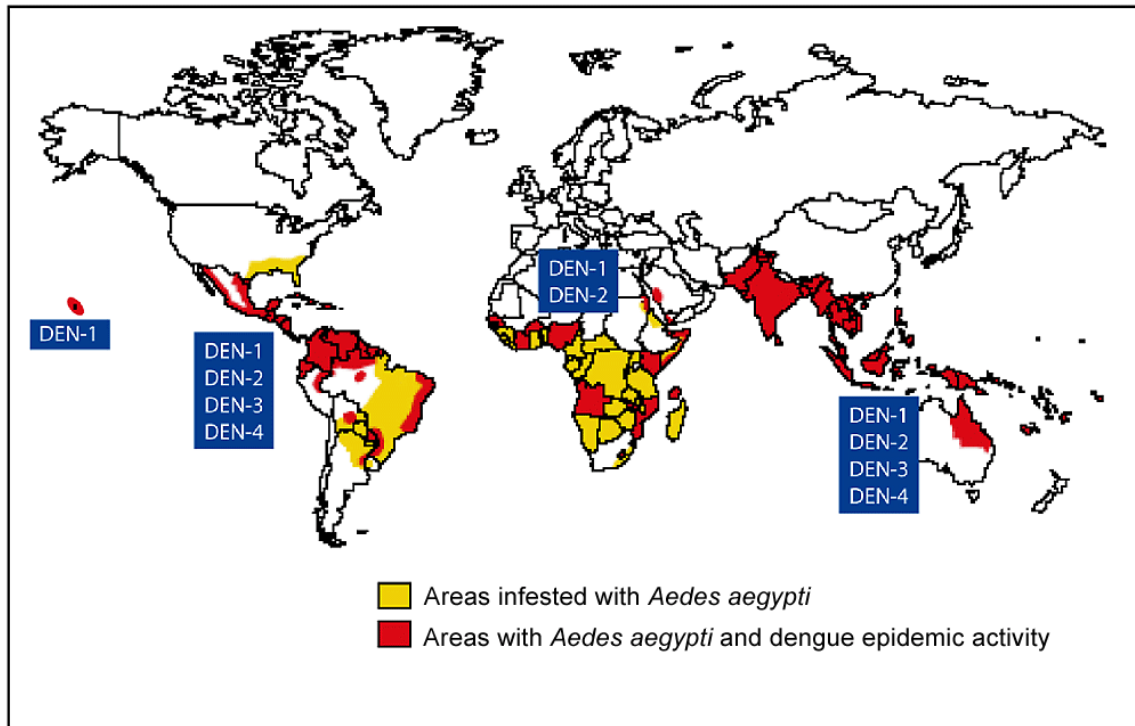 DEN-1
DEN-2
DEN-1
DEN-1
DEN-2
DEN-3
DEN-4
DEN-1
DEN-2
DEN-3
DEN-4
Areas infested with Aedes aegypti
Areas with Aedes aegypti and dengue epidemic activity